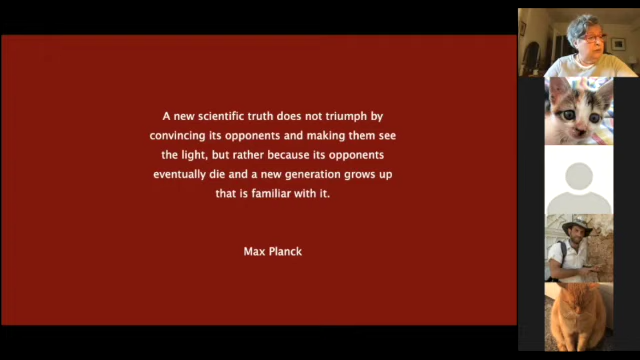 A new scientific truth does not triumph by
convincing its opponents and making them see
the light, but rather because its opponents
eventually die and a new generation grows up
that is familiar with it.
Max Planck